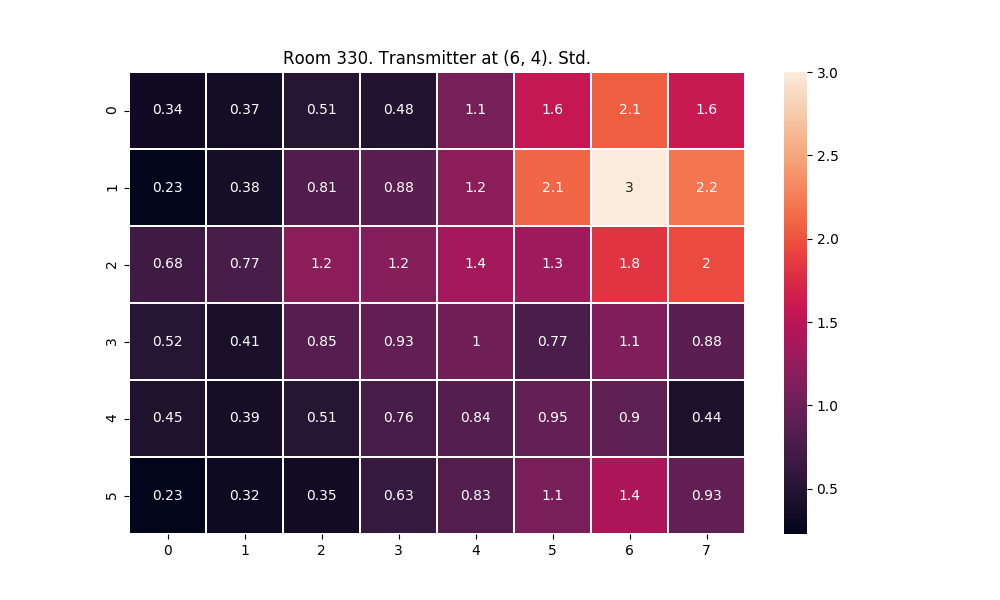 Room 330. Transmitter at (6, 4). Std.
0 0.34 0.37 0.51 0.48 1.1 1.6 2.1 1.6
1 0.23 0.38 0.81 0.88 1.2 2.1 3 2.2
2 0.68 0.77 1.2 1.2 1.4 1.3 1.8 2
3 0.52 0.41 0.85 0.93 1 0.77 1.1 0.88
4 0.45 0.39 0.51 0.76 0.84 0.95 0.9 0.44
5 0.23 0.32 0.35 0.63 0.83 1.1 1.4 0.93
0 1 2 3 4 5 6 7
3.0
2.5
2.0
1.5
1.0
0.5